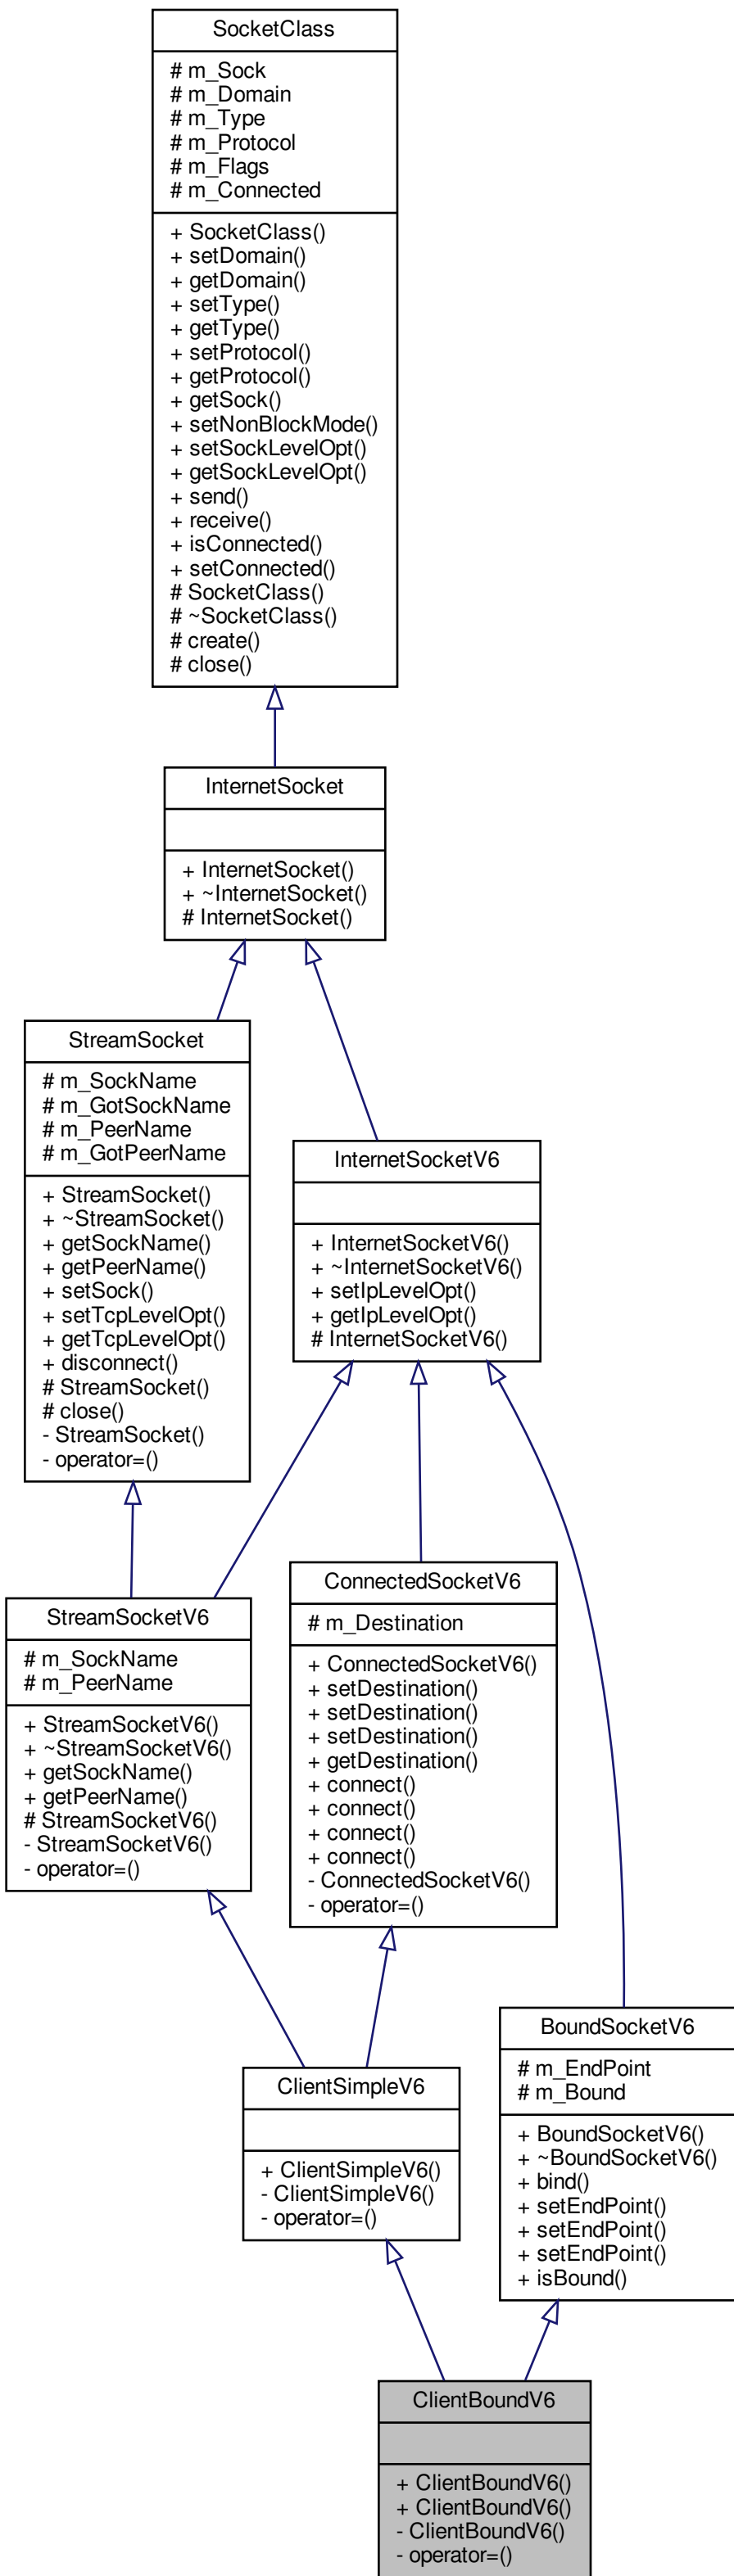 SocketClass
# m_Sock
# m_Domain
# m_Type
# m_Protocol
# m_Flags
# m_Connected
+ SocketClass()
+ setDomain()
+ getDomain()
+ setType()
+ getType()
+ setProtocol()
+ getProtocol()
+ getSock()
+ setNonBlockMode()
+ setSockLevelOpt()
+ getSockLevelOpt()
+ send()
+ receive()
+ isConnected()
+ setConnected()
# SocketClass()
# ~SocketClass()
# create()
# close()
InternetSocket
+ InternetSocket()
+ ~InternetSocket()
# InternetSocket()
StreamSocket
# m_SockName
# m_GotSockName
# m_PeerName
# m_GotPeerName
+ StreamSocket()
+ ~StreamSocket()
+ getSockName()
+ getPeerName()
+ setSock()
+ setTcpLevelOpt()
+ getTcpLevelOpt()
+ disconnect()
# StreamSocket()
# close()
- StreamSocket()
- operator=()
InternetSocketV6
+ InternetSocketV6()
+ ~InternetSocketV6()
+ setIpLevelOpt()
+ getIpLevelOpt()
# InternetSocketV6()
StreamSocketV6
# m_SockName
# m_PeerName
+ StreamSocketV6()
+ ~StreamSocketV6()
+ getSockName()
+ getPeerName()
# StreamSocketV6()
- StreamSocketV6()
- operator=()
ConnectedSocketV6
# m_Destination
+ ConnectedSocketV6()
+ setDestination()
+ setDestination()
+ setDestination()
+ getDestination()
+ connect()
+ connect()
+ connect()
+ connect()
- ConnectedSocketV6()
- operator=()
BoundSocketV6
# m_EndPoint
# m_Bound
+ BoundSocketV6()
+ ~BoundSocketV6()
+ bind()
+ setEndPoint()
+ setEndPoint()
+ setEndPoint()
+ isBound()
ClientSimpleV6
+ ClientSimpleV6()
- ClientSimpleV6()
- operator=()
ClientBoundV6
+ ClientBoundV6()
+ ClientBoundV6()
- ClientBoundV6()
- operator=()